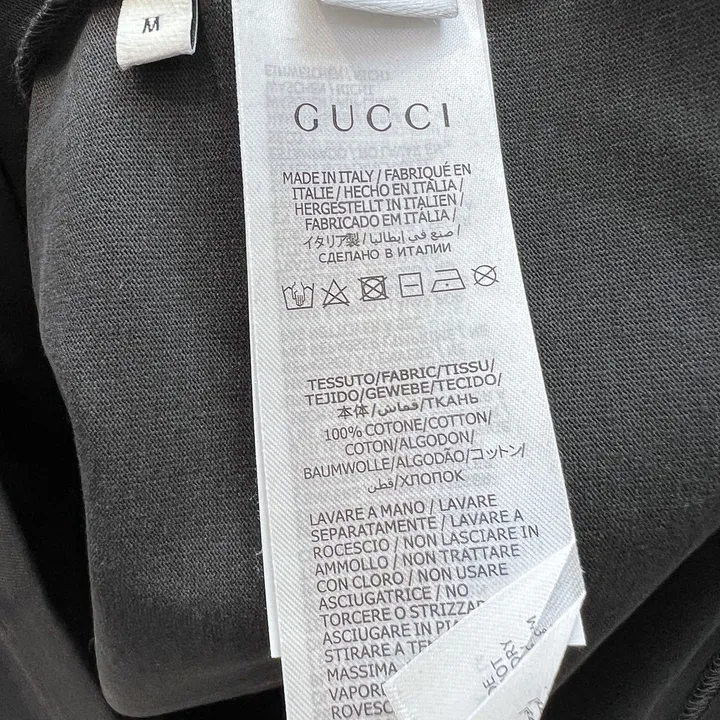 M
GUCCI
MADE IN ITALY / FABRIQUÉ EN
ITALIE / HECHO EN ITALIA /
HERGESTELLT IN ITALIEN /
FABRICADO EM ITÁLIA /
イタリア製 / صنع في إيطاليا /
СДЕЛАНО В ИТАЛИИ
TESSUTO/FABRIC/TISSU/
TEJIDO/GEWEBE/TECIDO/
本体/قماش/ТКАНЬ
100% COTONE/COTTON/
COTON/ALGODON/
BAUMWOLLE/ALGODÃO/コットン/
قطن/ХЛОПОК
LAVARE A MANO / LAVARE
SEPARATAMENTE / LAVARE A
ROCESCIO / NON LASCIARE IN
AMMOLLO / NON TRATTARE
CON CLORO / NON USARE
ASCIUGATRICE / NO
TORCERE O STRIZZAR
ASCIUGARE IN
STIRARE A
MASSIMA
VAPOR
ROVESC